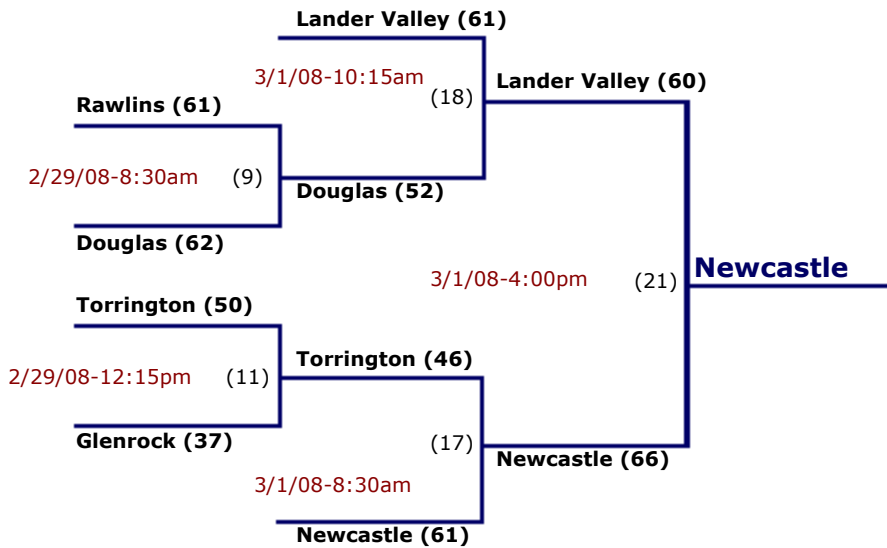 Lander Valley (61)
3/1/08-10:15am
(18)
Lander Valley (60)
Rawlins (61)
2/29/08-8:30am
(9)
Douglas (52)
Douglas (62)
3/1/08-4:00pm
(21)
Newcastle
Torrington (50)
Torrington (46)
2/29/08-12:15pm
(11)
Glenrock (37)
(17)
Newcastle (66)
3/1/08-8:30am
Newcastle (61)